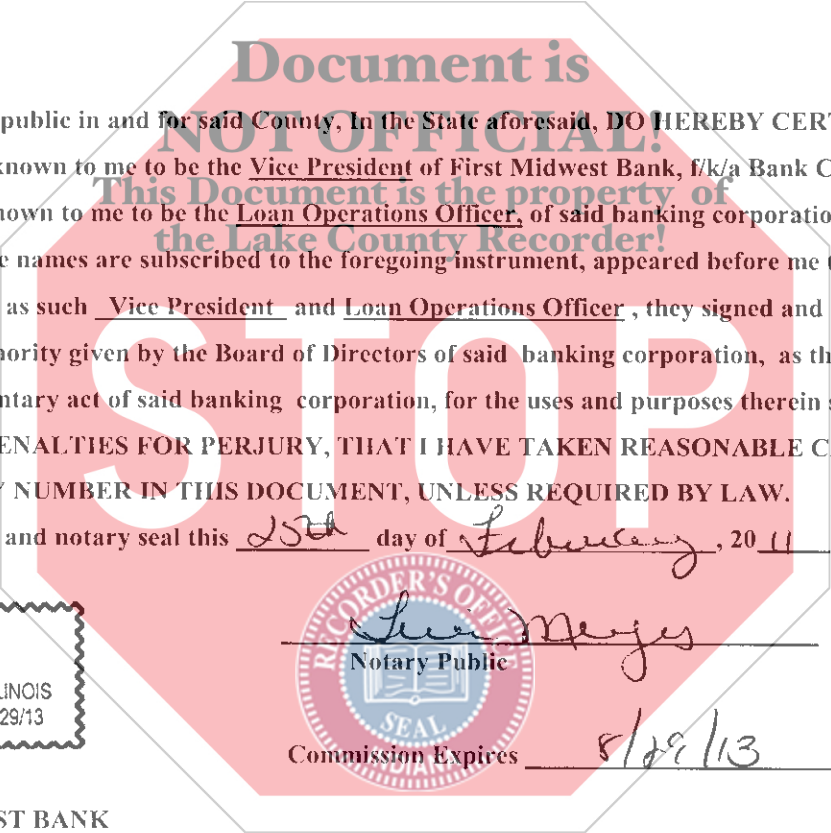 Document is
NOT OFFICIAL!
This Document is the property of
the Lake County Recorder!
STOP
public in and for said County, In the State aforesaid, DO HEREBY CERT
known to me to be the Vice President of First Midwest Bank, f/k/a Bank C
nown to me to be the Loan Operations Officer, of said banking corporatio
e names are subscribed to the foregoing instrument, appeared before me
as such Vice President and Loan Operations Officer , they signed and
hority given by the Board of Directors of said banking corporation, as th
ntary act of said banking corporation, for the uses and purposes therein s
ENALTIES FOR PERJURY, THAT I HAVE TAKEN REASONABLE C
Y NUMBER IN THIS DOCUMENT, UNLESS REQUIRED BY LAW.
and notary seal this 25th day of February, 20 11
RECORDER'S OFFICE
SEAL
INDIANA
Notary Public
LINOIS
29/13
Commission Expires 8/29/13
ST BANK